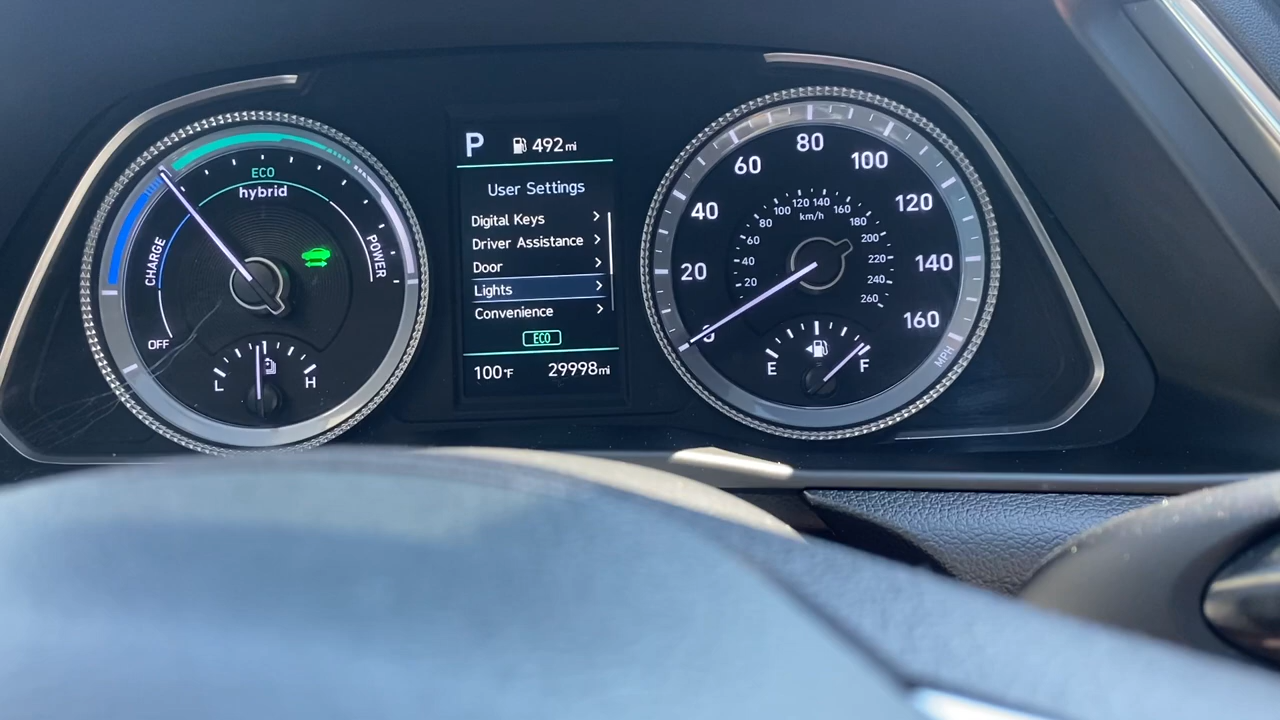 ECO
hybrid
CHARGE
POWER
OFF
L
H
P
492 mi
User Settings
Digital Keys
Driver Assistance
Door
Lights
Convenience
ECO
100°F
29998 mi
0
20
40
60
80
100
120
140
160
MPH
km/h
20
40
60
80
100
120
140
160
180
200
220
240
260
E
F